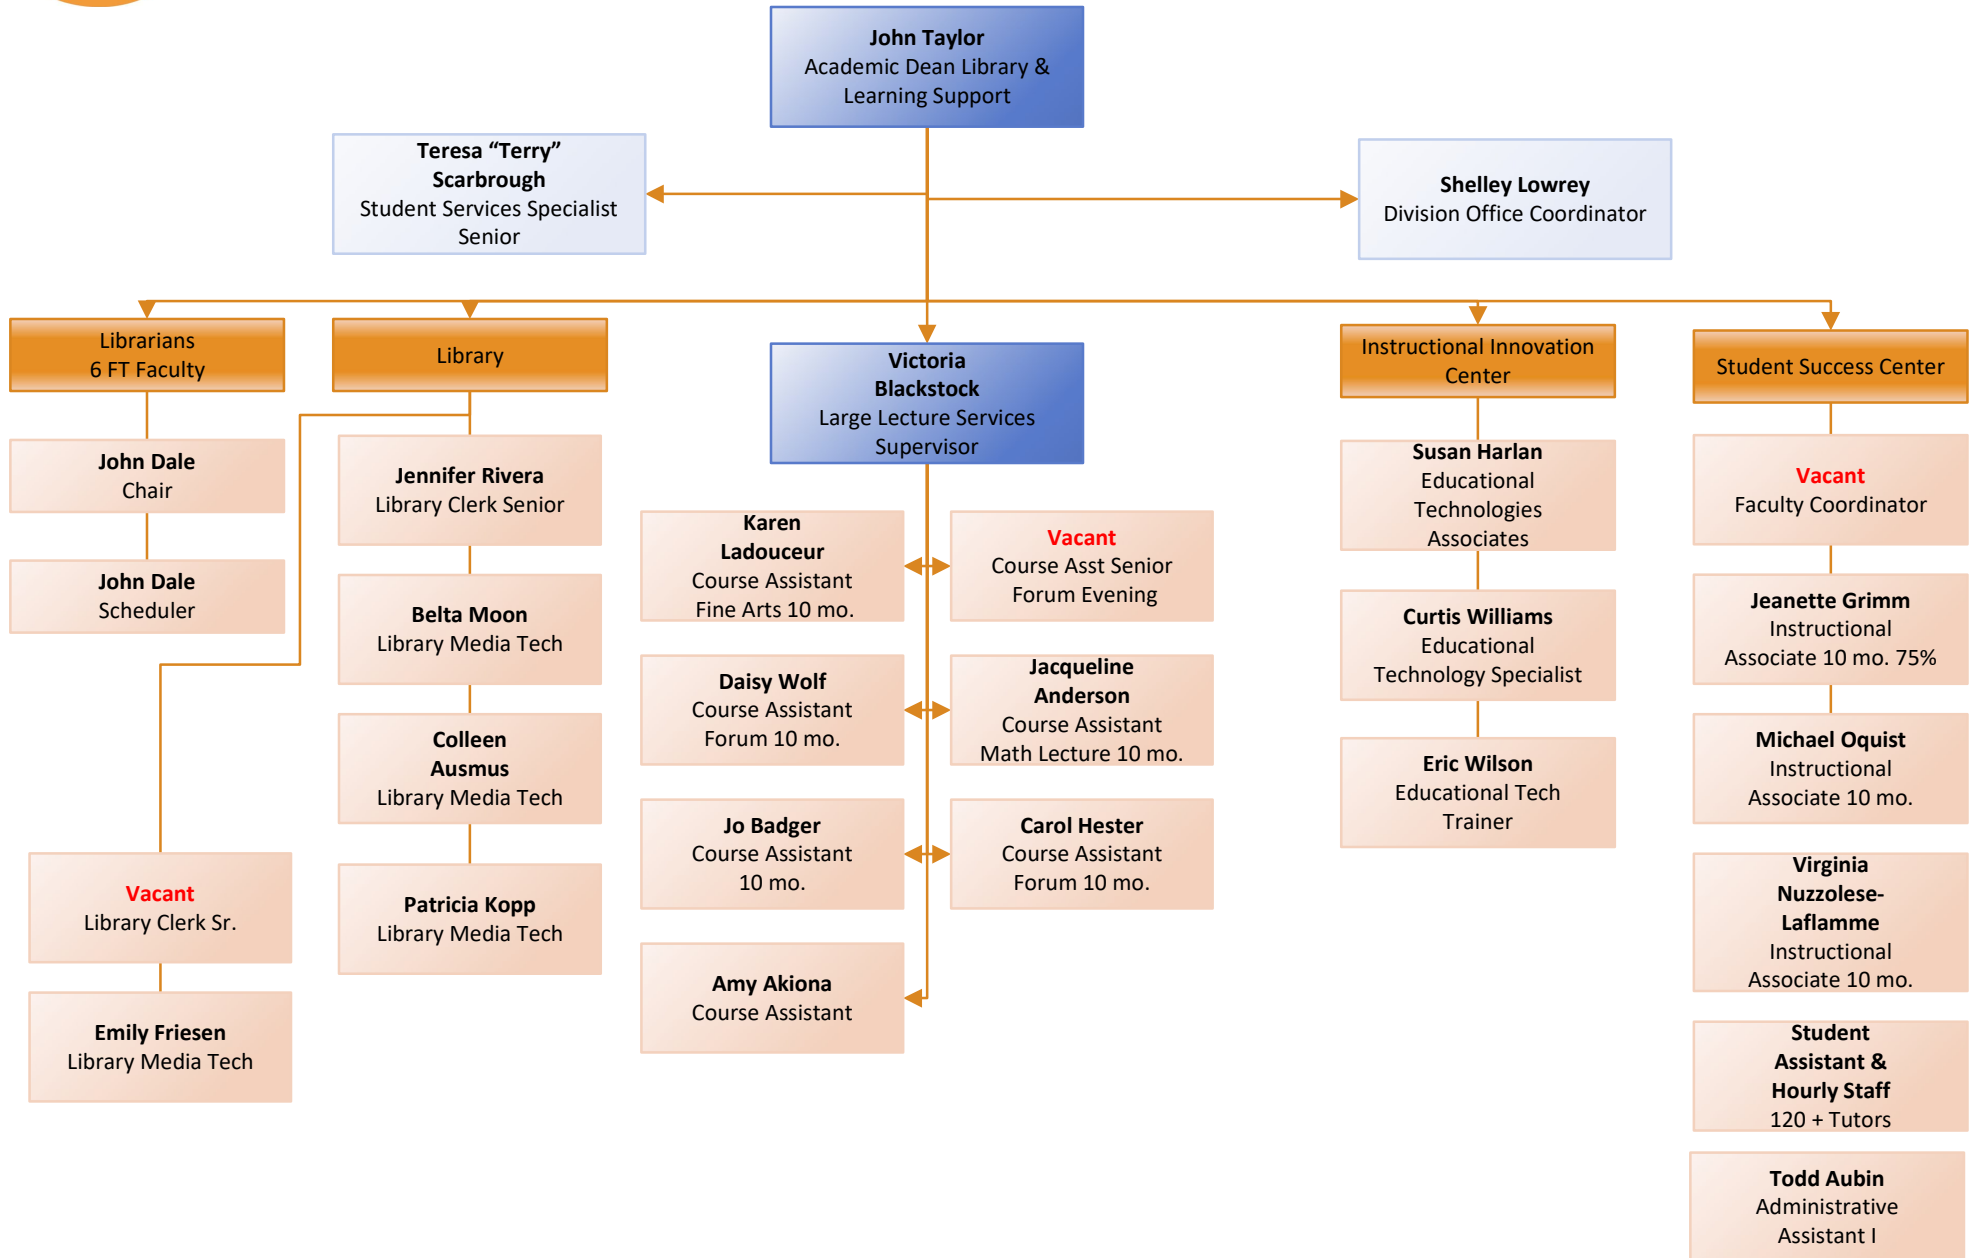 John Taylor
Academic Dean Library &
Learning Support
Teresa “Terry”
Scarbrough
Student Services Specialist
Senior
Shelley Lowrey
Division Office Coordinator
Librarians
6 FT Faculty
John Dale
Chair
John Dale
Scheduler
Library
Jennifer Rivera
Library Clerk Senior
Belta Moon
Library Media Tech
Colleen
Ausmus
Library Media Tech
Patricia Kopp
Library Media Tech
Vacant
Library Clerk Sr.
Emily Friesen
Library Media Tech
Victoria
Blackstock
Large Lecture Services
Supervisor
Karen
Ladouceur
Course Assistant
Fine Arts 10 mo.
Vacant
Course Asst Senior
Forum Evening
Daisy Wolf
Course Assistant
Forum 10 mo.
Jacqueline
Anderson
Course Assistant
Math Lecture 10 mo.
Jo Badger
Course Assistant
10 mo.
Carol Hester
Course Assistant
Forum 10 mo.
Amy Akiona
Course Assistant
Instructional Innovation
Center
Susan Harlan
Educational
Technologies
Associates
Curtis Williams
Educational
Technology Specialist
Eric Wilson
Educational Tech
Trainer
Student Success Center
Vacant
Faculty Coordinator
Jeanette Grimm
Instructional
Associate 10 mo. 75%
Michael Oquist
Instructional
Associate 10 mo.
Virginia
Nuzzolese-
Laflamme
Instructional
Associate 10 mo.
Student
Assistant &
Hourly Staff
120 + Tutors
Todd Aubin
Administrative
Assistant I